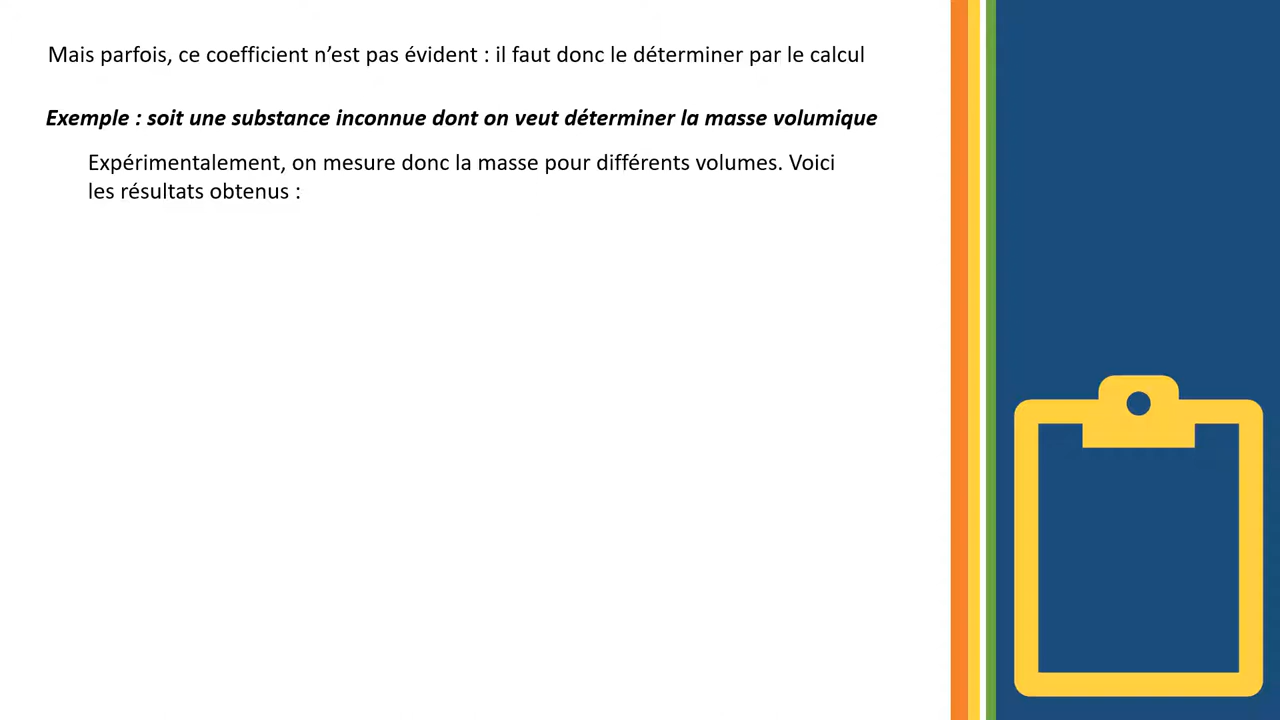 Mais parfois, ce coefficient n’est pas évident : il faut donc le déterminer par le calcul
Exemple : soit une substance inconnue dont on veut déterminer la masse volumique
Expérimentalement, on mesure donc la masse pour différents volumes. Voici
les résultats obtenus :